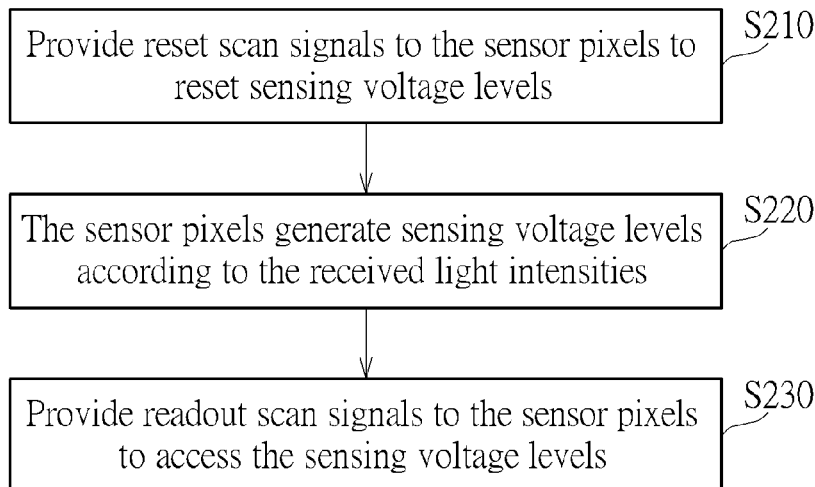 Provide reset scan signals to the sensor pixels to
reset sensing voltage levels
S210
The sensor pixels generate sensing voltage levels
according to the received light intensities
S220
Provide readout scan signals to the sensor pixels
to access the sensing voltage levels
S230